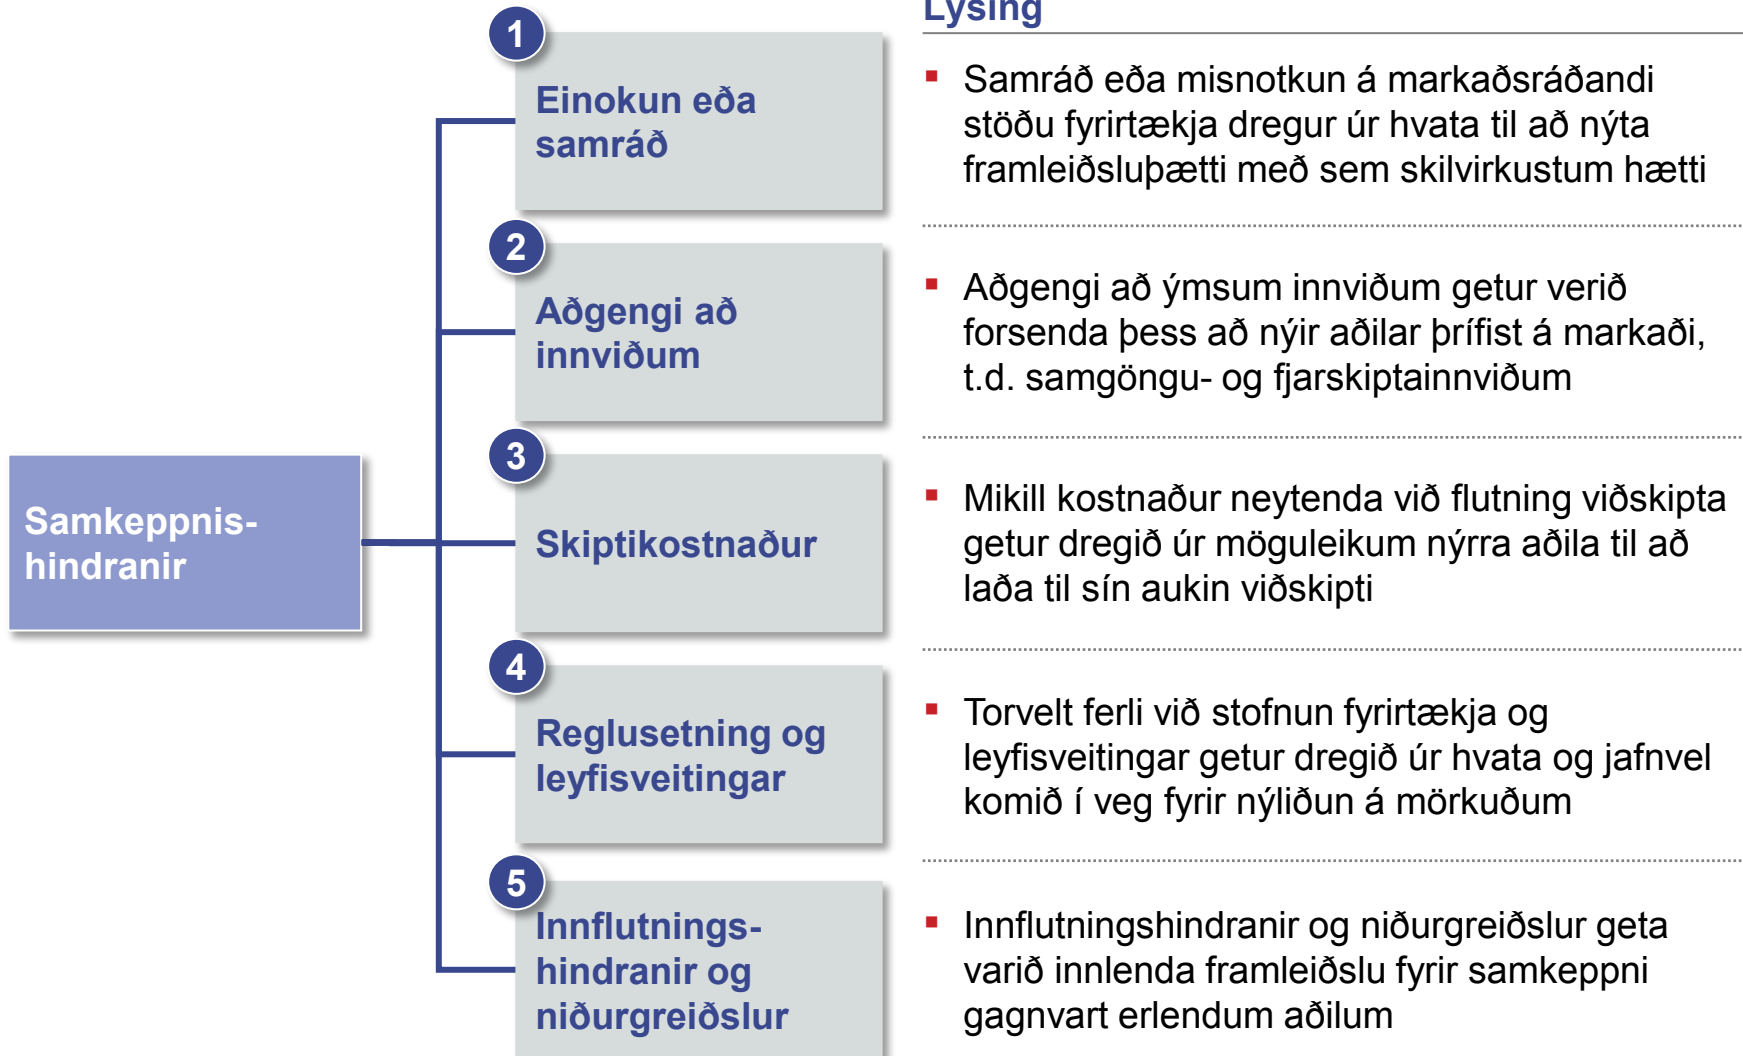 Lýsing
Samkeppnis-
hindranir
1
Einokun eða
samráð
Samráð eða misnotkun á markaðsráðandi
stöðu fyrirtækja dregur úr hvata til að nýta
framleiðsluþætti með sem skilvirkustum hætti
2
Aðgengi að
innviðum
Aðgengi að ýmsum innviðum getur verið
forsenda þess að nýir aðilar þrífist á markaði,
t.d. samgöngu- og fjarskiptainnviðum
3
Skiptikostnaður
Mikill kostnaður neytenda við flutning viðskipta
getur dregið úr möguleikum nýrra aðila til að
laða til sín aukin viðskipti
4
Reglusetning og
leyfisveitingar
Torvelt ferli við stofnun fyrirtækja og
leyfisveitingar getur dregið úr hvata og jafnvel
komið í veg fyrir nýliðun á mörkuðum
5
Innflutnings-
hindranir og
niðurgreiðslur
Innflutningshindranir og niðurgreiðslur geta
varið innlenda framleiðslu fyrir samkeppni
gagnvart erlendum aðilum